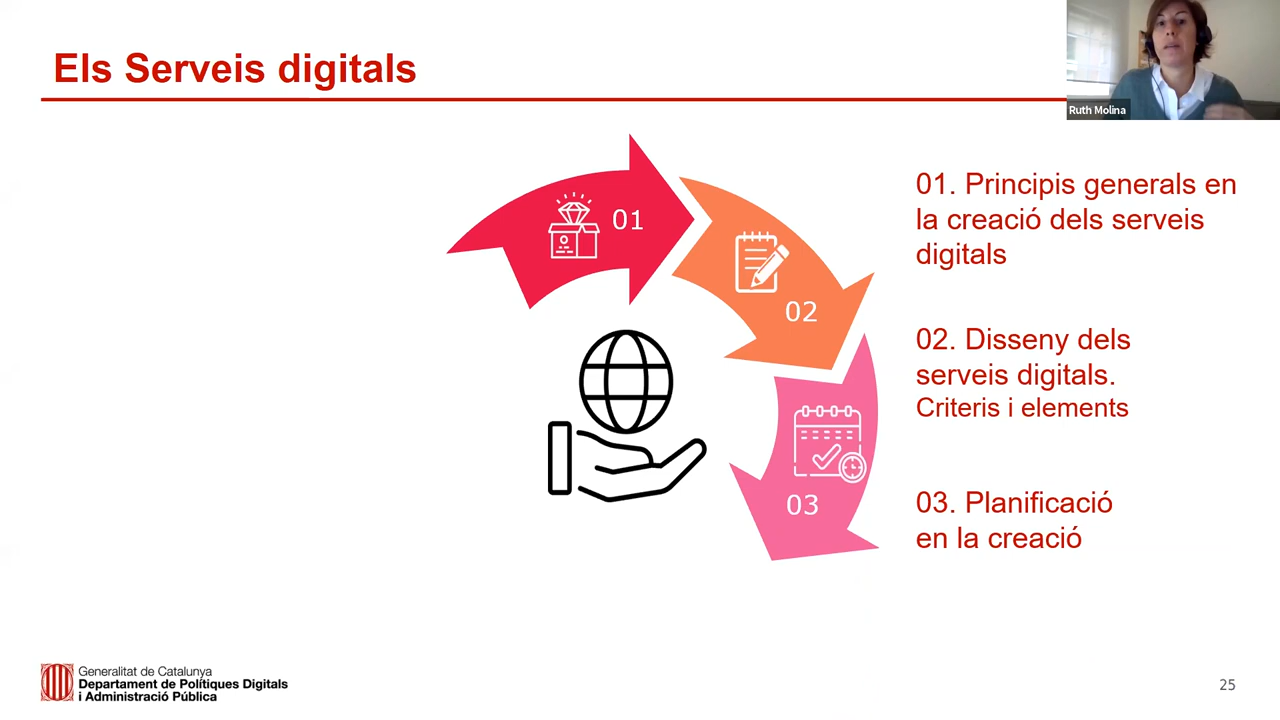 Els Serveis digitals
Ruth Molina
01
02
03
01. Principis generals en
la creació dels serveis
digitals
02. Disseny dels
serveis digitals.
Criteris i elements
03. Planificació
en la creació
Generalitat de Catalunya
Departament de Polítiques Digitals
i Administració Pública
25